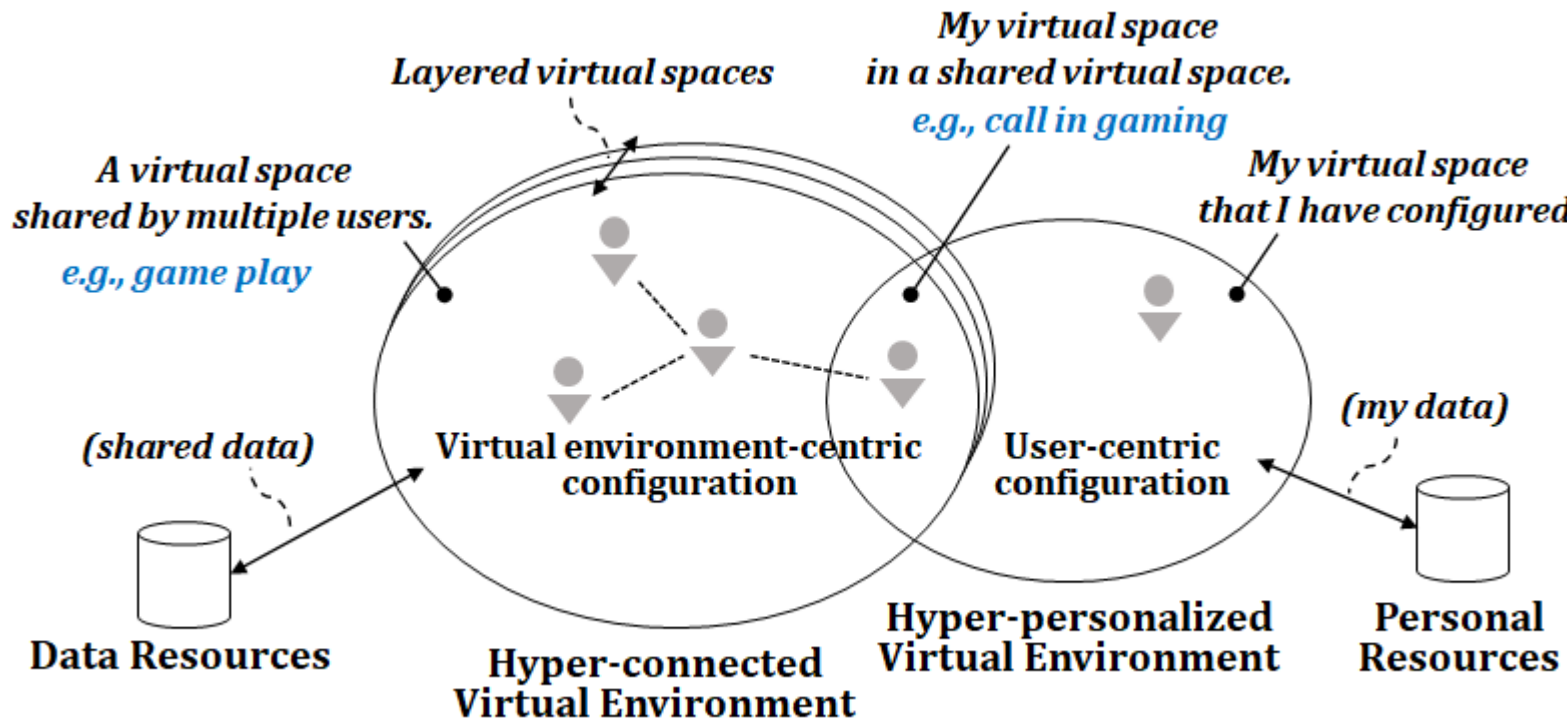 Layered virtual spaces
My virtual space
in a shared virtual space.
e.g., call in gaming
A virtual space
shared by multiple users.
e.g., game play
My virtual space
that I have configured
(shared data)
Virtual environment-centric
configuration
User-centric
configuration
(my data)
Data Resources
Hyper-connected
Virtual Environment
Hyper-personalized
Virtual Environment
Personal
Resources